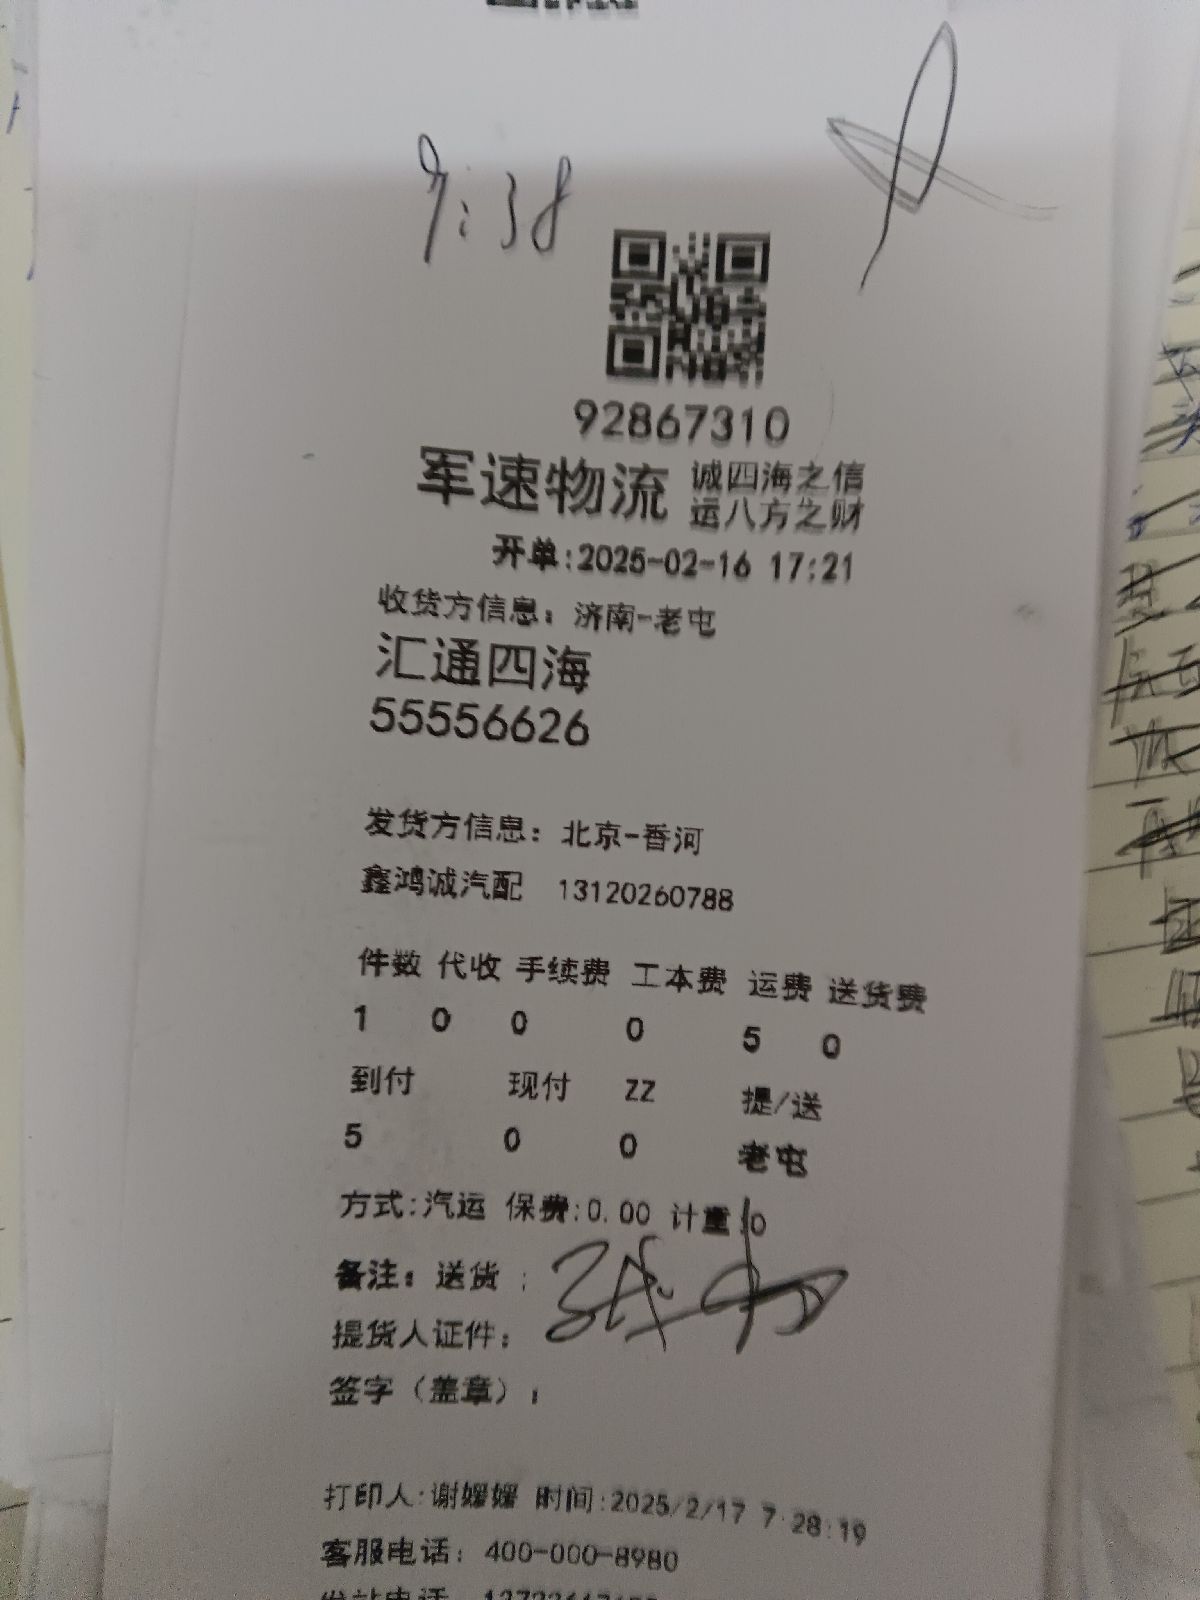 9:38
92867310
军速物流 诚四海之信
运八方之财
开单:2025-02-16 17:21
收货方信息：济南-老屯
汇通四海
55556626
发货方信息：北京-香河
鑫鸿诚汽配 13120260788
件数 代收 手续费 工本费 运费 送货费
1 0 0 0 5 0
到付 现付 ZZ 提/送
5 0 0 老屯
方式:汽运 保费:0.00 计重:0
备注：送货 :
提货人证件：
签字（盖章）：
打印人:谢媛媛 时间:2025/2/17 7:28:19
客服电话：400-000-8980